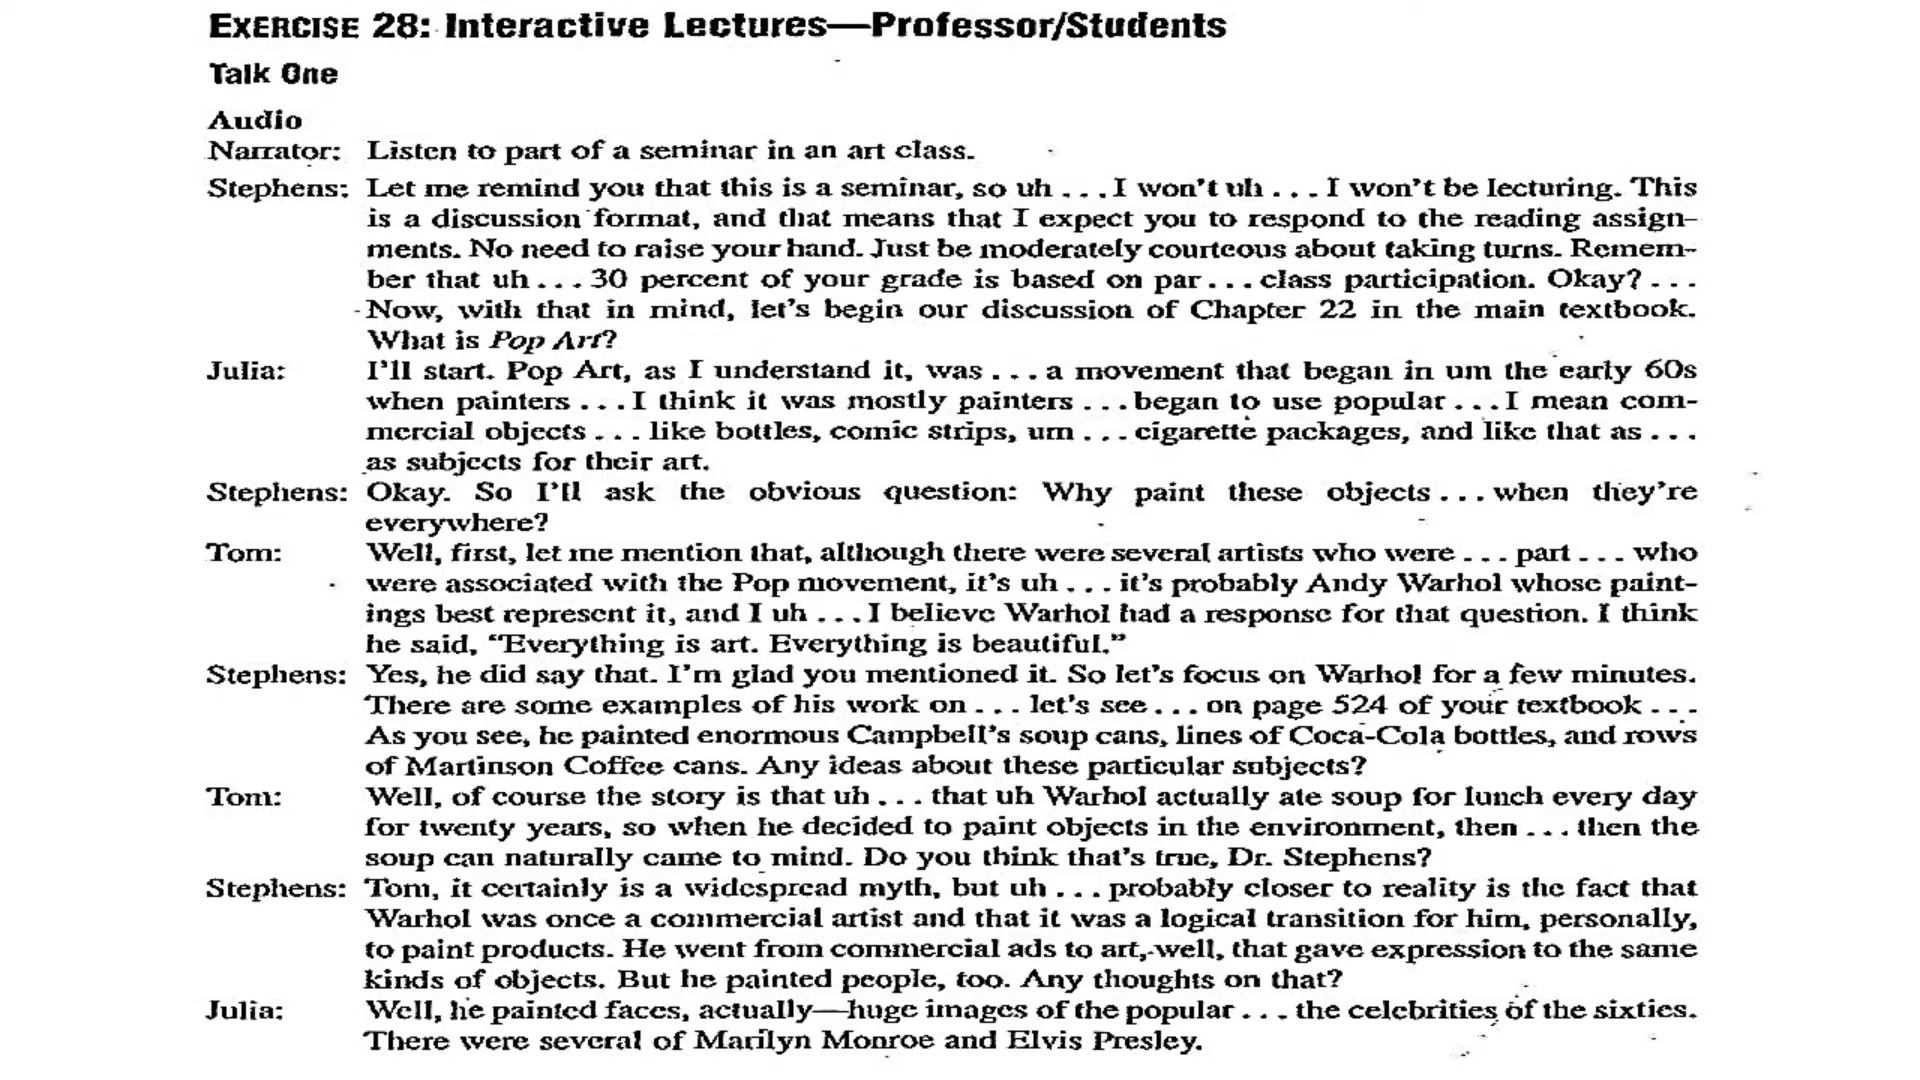 EXERCISE 28: Interactive Lectures—Professor/Students
Talk One
Audio
Narrator: Listen to part of a seminar in an art class.
Stephens: Let me remind you that this is a seminar, so uh . . . I won't uh . . . I won't be lecturing. This
is a discussion format, and that means that I expect you to respond to the reading assign-
ments. No need to raise your hand. Just be moderately courteous about taking turns. Remem-
ber that uh . . . 30 percent of your grade is based on par . . . class participation. Okay? . . .
Now, with that in mind, let's begin our discussion of Chapter 22 in the main textbook.
What is Pop Art?
Julia: I'll start. Pop Art, as I understand it, was . . . a movement that began in um the early 60s
when painters . . . I think it was mostly painters . . . began to use popular . . . I mean com-
mercial objects . . . like bottles, comic strips, um . . . cigarette packages, and like that as . . .
as subjects for their art.
Stephens: Okay. So I'll ask the obvious question: Why paint these objects . . . when they're
everywhere?
Tom: Well, first, let me mention that, although there were several artists who were . . . part . . . who
were associated with the Pop movement, it's uh . . . it's probably Andy Warhol whose paint-
ings best represent it, and I uh . . . I believe Warhol had a response for that question. I think
he said, "Everything is art. Everything is beautiful."
Stephens: Yes, he did say that. I'm glad you mentioned it. So let's focus on Warhol for a few minutes.
There are some examples of his work on . . . let's see . . . on page 524 of your textbook . . .
As you see, he painted enormous Campbell's soup cans, lines of Coca-Cola bottles, and rows
of Martinson Coffee cans. Any ideas about these particular subjects?
Tom: Well, of course the story is that uh . . . that uh Warhol actually ate soup for lunch every day
for twenty years, so when he decided to paint objects in the environment, then . . . then the
soup can naturally came to mind. Do you think that's true, Dr. Stephens?
Stephens: Tom, it certainly is a widespread myth, but uh . . . probably closer to reality is the fact that
Warhol was once a commercial artist and that it was a logical transition for him, personally,
to paint products. He went from commercial ads to art, well, that gave expression to the same
kinds of objects. But he painted people, too. Any thoughts on that?
Julia: Well, he painted faces, actually—huge images of the popular . . . the celebrities of the sixties.
There were several of Marilyn Monroe and Elvis Presley.